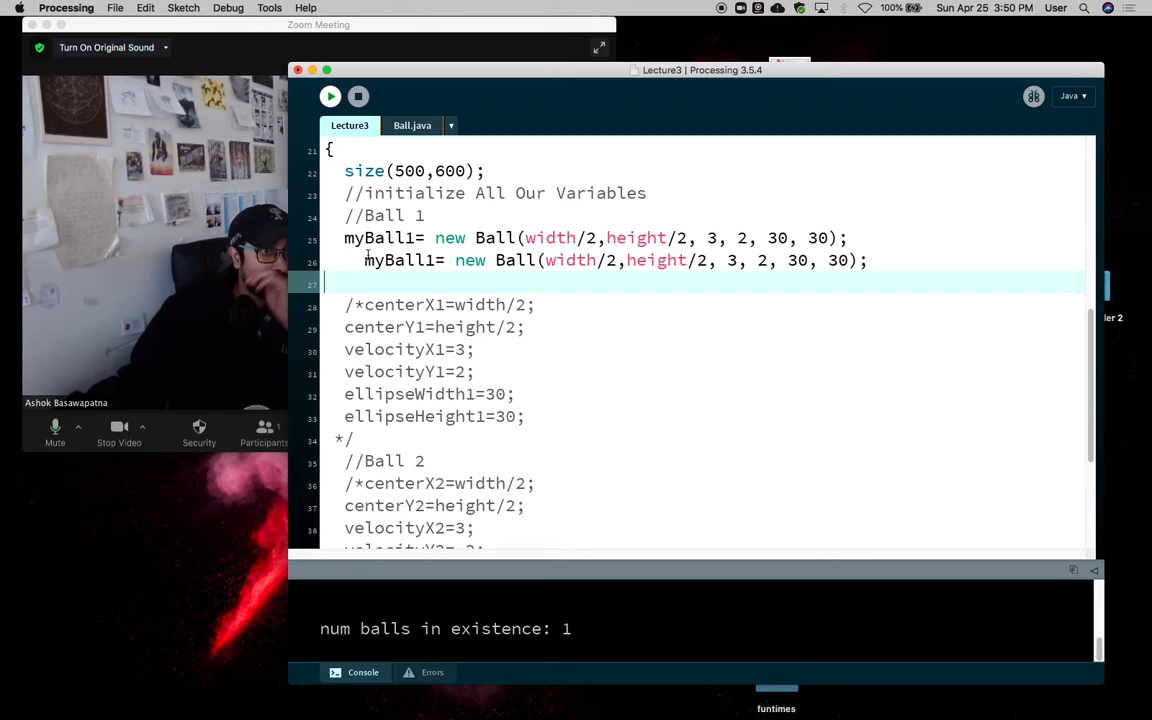 Processing File Edit Sketch Debug Tools Help 100% Sun Apr 25 3:50 PM User
Zoom Meeting
Turn On Original Sound
Lecture3 | Processing 3.5.4
Java ▾
Lecture3 Ball.java
21 {
22 size(500,600);
23 //initialize All Our Variables
24 //Ball 1
25 myBall1= new Ball(width/2,height/2, 3, 2, 30, 30);
26 myBall1= new Ball(width/2,height/2, 3, 2, 30, 30);
27
28 /*centerX1=width/2;
29 centerY1=height/2;
30 velocityX1=3;
31 velocityY1=2;
32 ellipseWidth1=30;
33 ellipseHeight1=30;
34 */
35 //Ball 2
36 /*centerX2=width/2;
37 centerY2=height/2;
38 velocityX2=3;
Ashok Basawapatna
Mute Stop Video Security Participants 1
num balls in existence: 1
Console Errors
der 2
funtimes